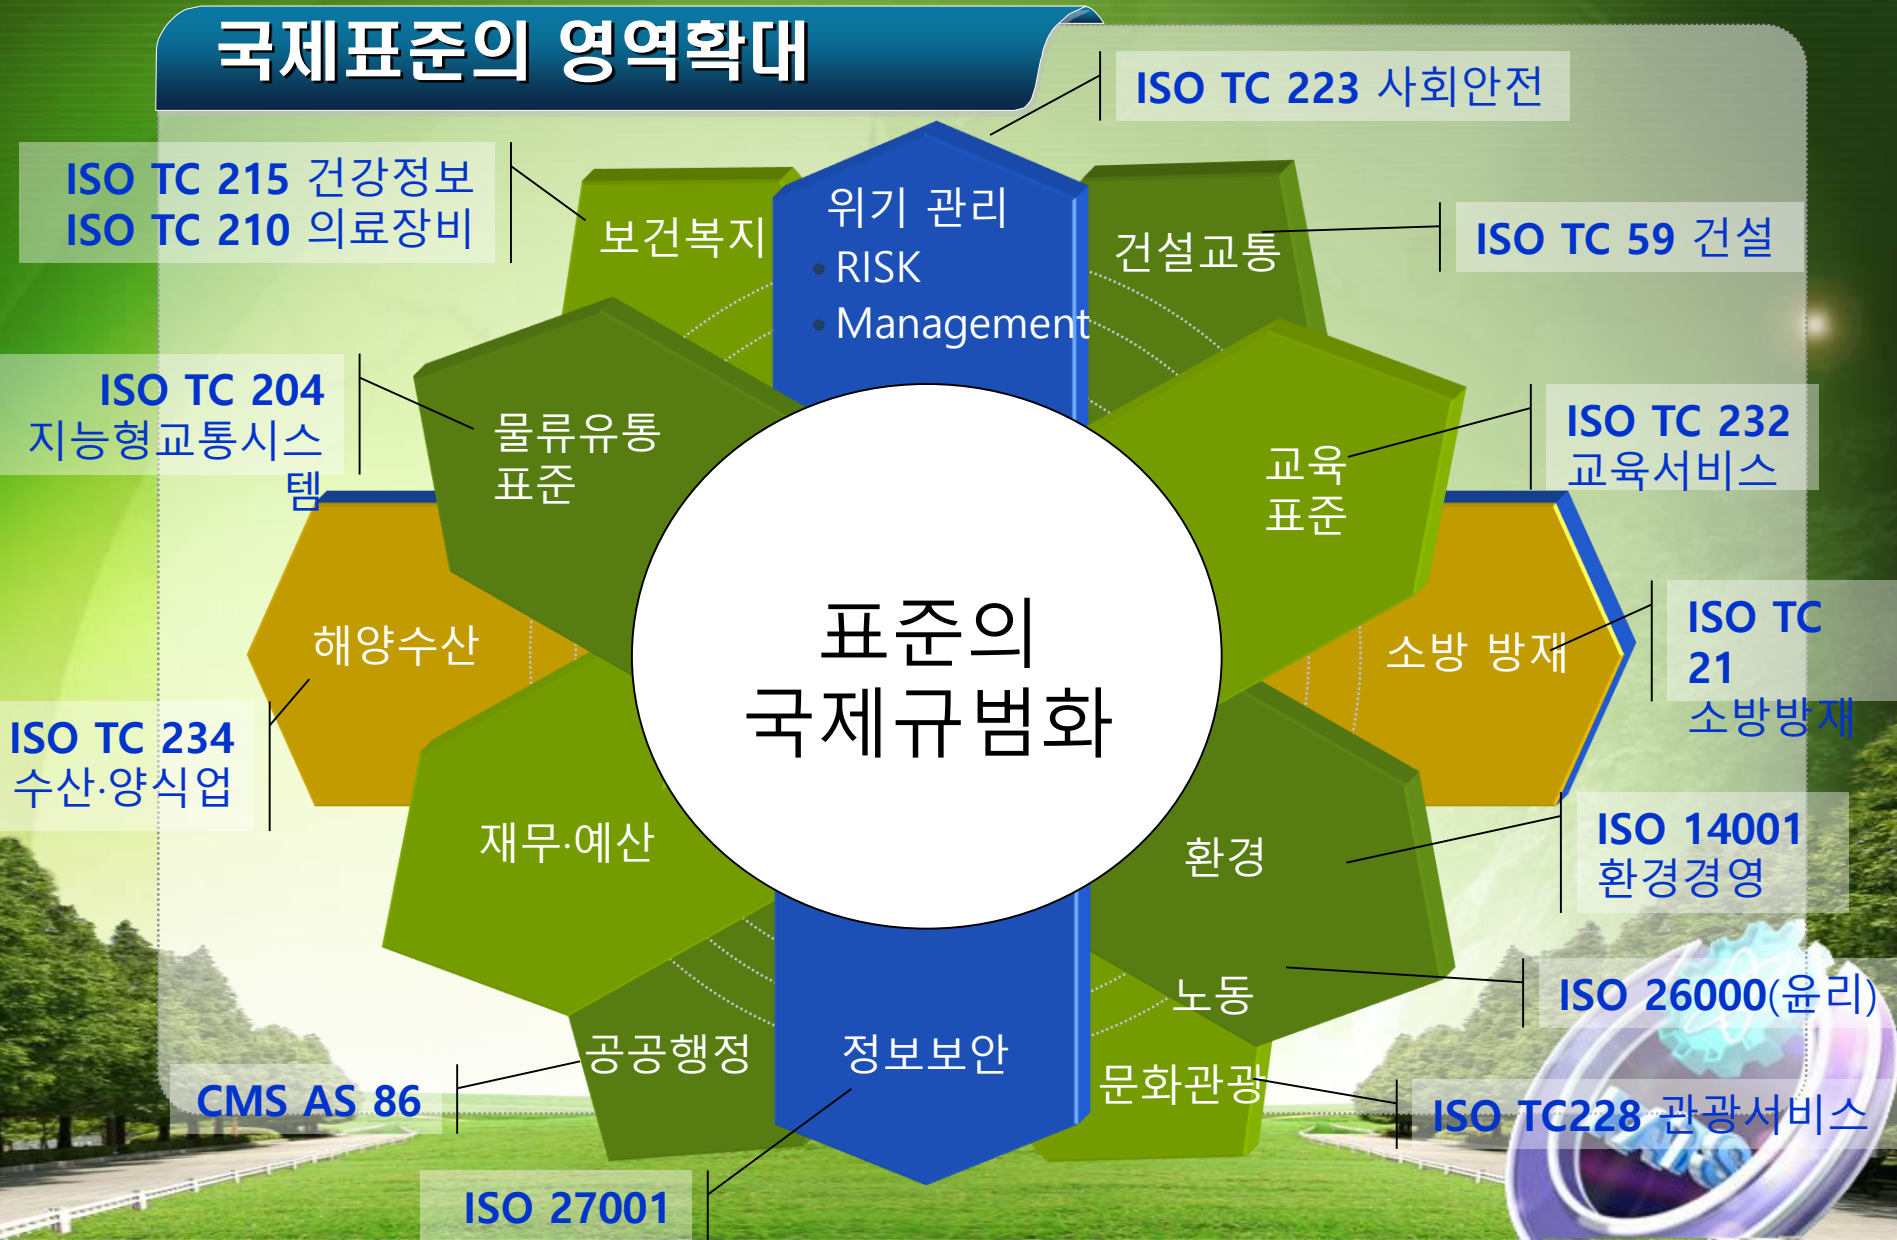 국제표준의 영역확대
ISO TC 223 사회안전
ISO TC 215 건강정보
ISO TC 210 의료장비
보건복지
위기 관리
• RISK
• Management
건설교통
ISO TC 59 건설
ISO TC 204
지능형교통시스
템
물류유통
표준
교육
표준
ISO TC 232
교육서비스
해양수산
표준의
국제규범화
소방 방재
ISO TC
21
소방방재
ISO TC 234
수산·양식업
재무·예산
환경
ISO 14001
환경경영
노동
ISO 26000(윤리)
공공행정
정보보안
문화관광
CMS AS 86
ISO TC228 관광서비스
ISO 27001